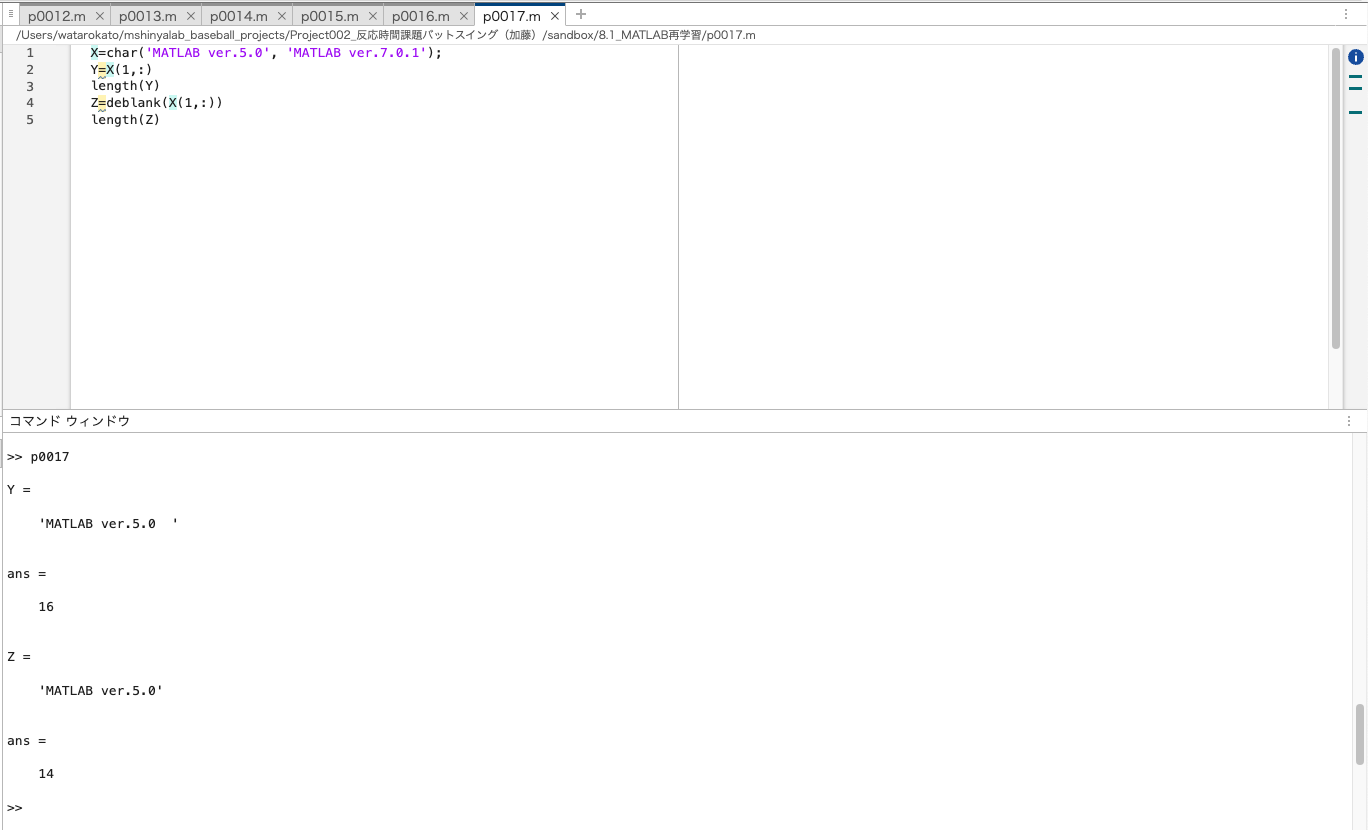 p0012.m × p0013.m × p0014.m × p0015.m × p0016.m × p0017.m × +
/Users/watarokato/mshinyalab_baseball_projects/Project002_反応時間課題バットスイング（加藤）/sandbox/8.1_MATLAB再学習/p0017.m
1 X=char('MATLAB ver.5.0', 'MATLAB ver.7.0.1');
2 Y=X(1,:)
3 length(Y)
4 Z=deblank(X(1,:))
5 length(Z)
コマンド ウィンドウ
>> p0017
Y =
'MATLAB ver.5.0  '
ans =
16
Z =
'MATLAB ver.5.0'
ans =
14
>>